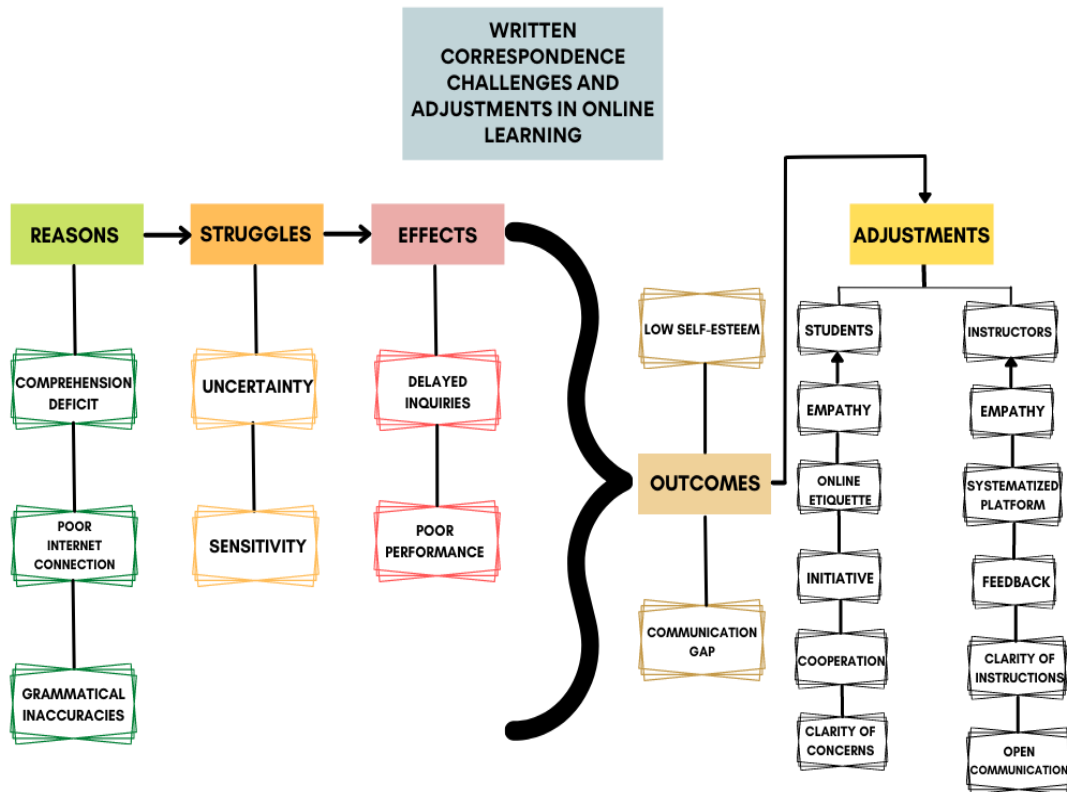 WRITTEN
CORRESPONDENCE
CHALLENGES AND
ADJUSTMENTS IN ONLINE
LEARNING
REASONS
COMPREHENSION
DEFICIT
POOR
INTERNET
CONNECTION
GRAMMATICAL
INACCURACIES
STRUGGLES
UNCERTAINTY
SENSITIVITY
EFFECTS
DELAYED
INQUIRIES
POOR
PERFORMANCE
LOW SELF-ESTEEM
OUTCOMES
COMMUNICATION
GAP
ADJUSTMENTS
STUDENTS
EMPATHY
ONLINE
ETIQUETTE
INITIATIVE
COOPERATION
CLARITY OF
CONCERNS
INSTRUCTORS
EMPATHY
SYSTEMATIZED
PLATFORM
FEEDBACK
CLARITY OF
INSTRUCTIONS
OPEN
COMMUNICATION